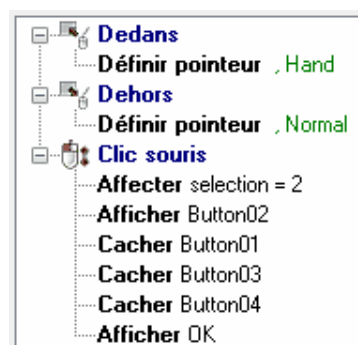 Dedans
Définir pointeur , Hand
Dehors
Définir pointeur , Normal
Clic souris
Affecter selection = 2
Afficher Button02
Cacher Button01
Cacher Button03
Cacher Button04
Afficher OK